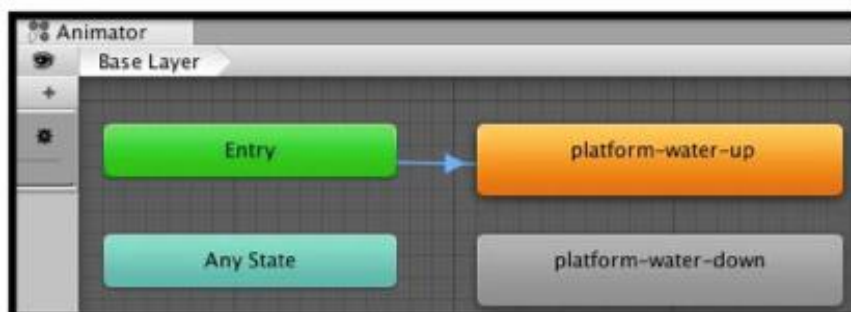 Animator
Base Layer
Entry
platform-water-up
Any State
platform-water-down